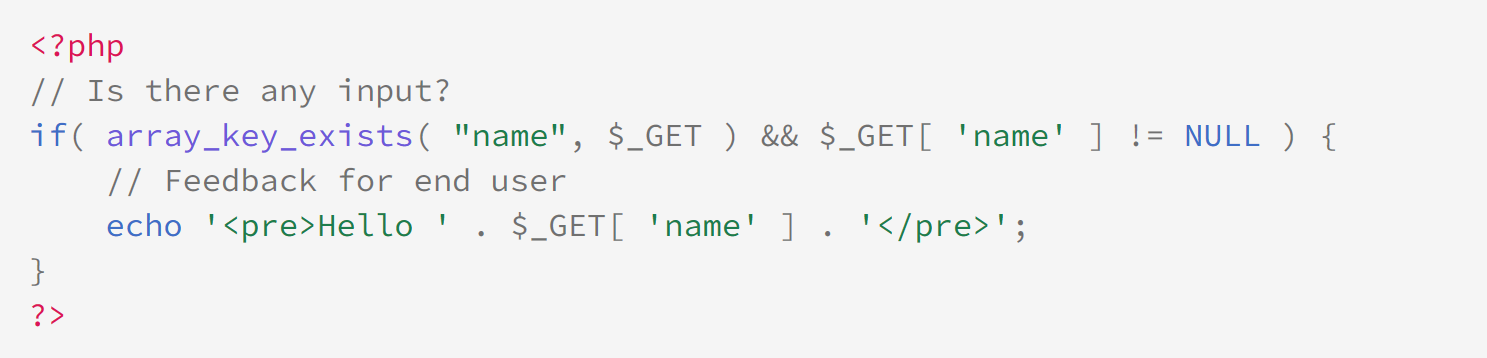 <?php
// Is there any input?
if( array_key_exists( "name", $_GET ) && $_GET[ 'name' ] != NULL ) {
    // Feedback for end user
    echo '<pre>Hello ' . $_GET[ 'name' ] . '</pre>';
}
?>